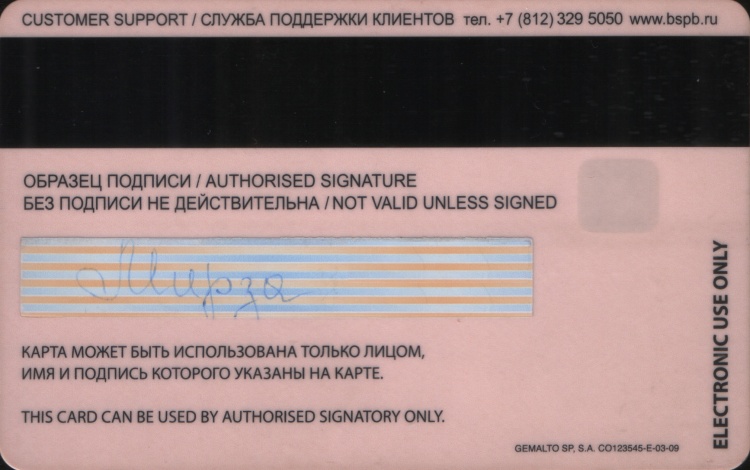 CUSTOMER SUPPORT / СЛУЖБА ПОДДЕРЖКИ КЛИЕНТОВ тел. +7 (812) 329 5050 www.bspb.ru
ОБРАЗЕЦ ПОДПИСИ / AUTHORISED SIGNATURE
БЕЗ ПОДПИСИ НЕ ДЕЙСТВИТЕЛЬНА / NOT VALID UNLESS SIGNED
Мирза
КАРТА МОЖЕТ БЫТЬ ИСПОЛЬЗОВАНА ТОЛЬКО ЛИЦОМ,
ИМЯ И ПОДПИСЬ КОТОРОГО УКАЗАНЫ НА КАРТЕ.
THIS CARD CAN BE USED BY AUTHORISED SIGNATORY ONLY.
ELECTRONIC USE ONLY
GEMALTO SP, S.A. CO123545-E-03-09